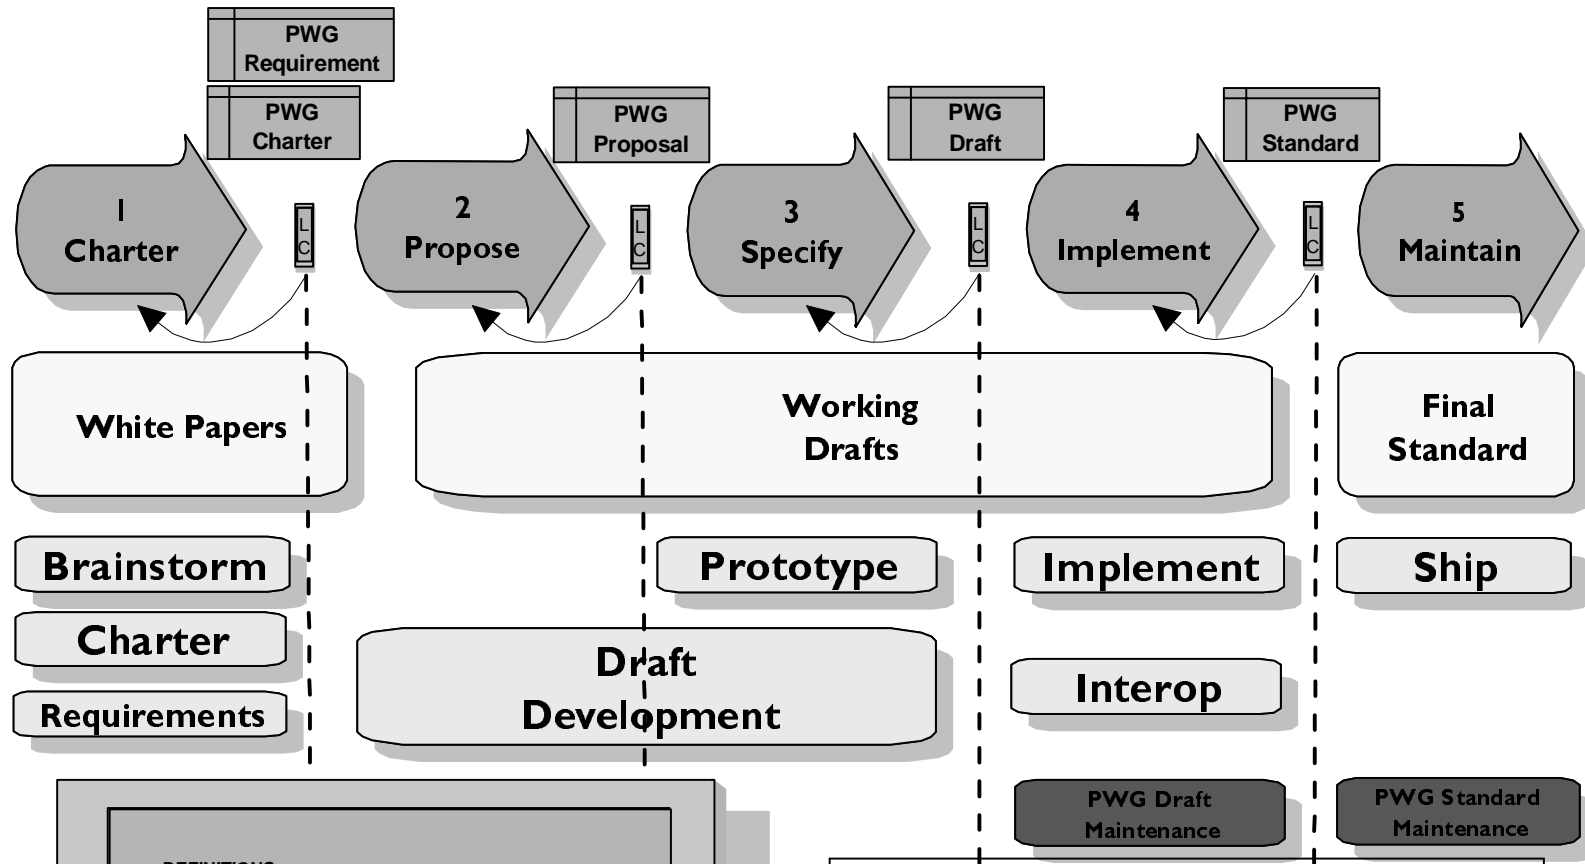 PWG
Requirement
PWG
Charter
PWG
Proposal
PWG
Draft
PWG
Standard
1
Charter
L
C
2
Propose
L
C
3
Specify
L
C
4
Implement
L
C
5
Maintain
White Papers
Working
Drafts
Final
Standard
Brainstorm
Prototype
Implement
Ship
Charter
Draft
Development
Requirements
Interop
PWG Draft
Maintenance
PWG Standard
Maintenance
DEFINITIONS